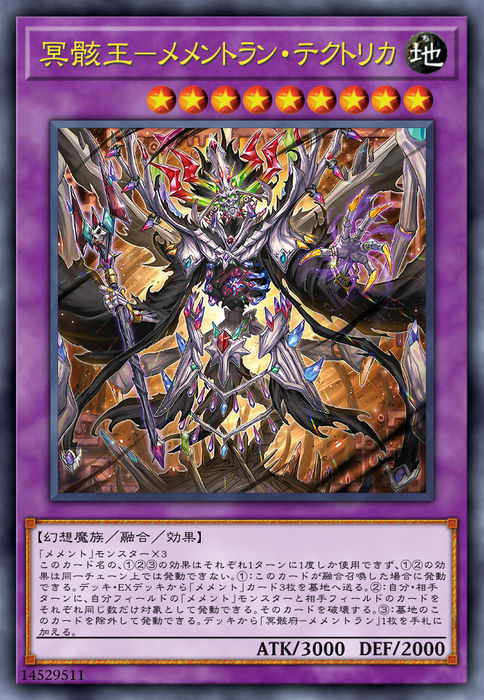 冥骸王－メメントラン・テクトリカ
ち
地
【幻想魔族／融合／効果】
「メメント」モンスター×3
このカード名の、①②③の効果はそれぞれ1ターンに1度しか使用できず、①②の効
果は同一チェーン上では発動できない。①：このカードが融合召喚した場合に発動
できる。デッキ・EXデッキから「メメント」カード3枚を墓地へ送る。②：自分・相手
ターンに、自分フィールドの「メメント」モンスターと相手フィールドのカードを
それぞれ同じ数だけ対象として発動できる。そのカードを破壊する。③：墓地のこ
のカードを除外して発動できる。デッキから「冥骸府－メメントラン」1枚を手札に
加える。
ATK/3000 DEF/2000
14529511